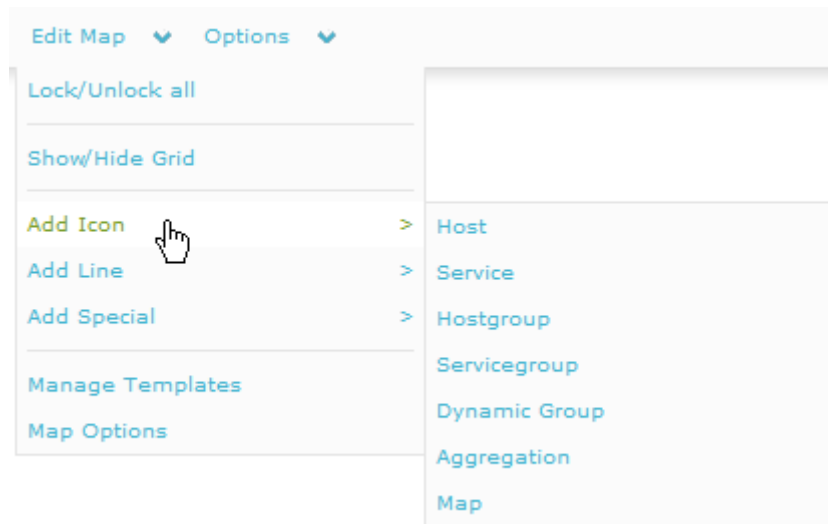 Edit Map Options
Lock/Unlock all
Show/Hide Grid
Add Icon >
Add Line >
Add Special >
Manage Templates
Map Options
Host
Service
Hostgroup
Servicegroup
Dynamic Group
Aggregation
Map